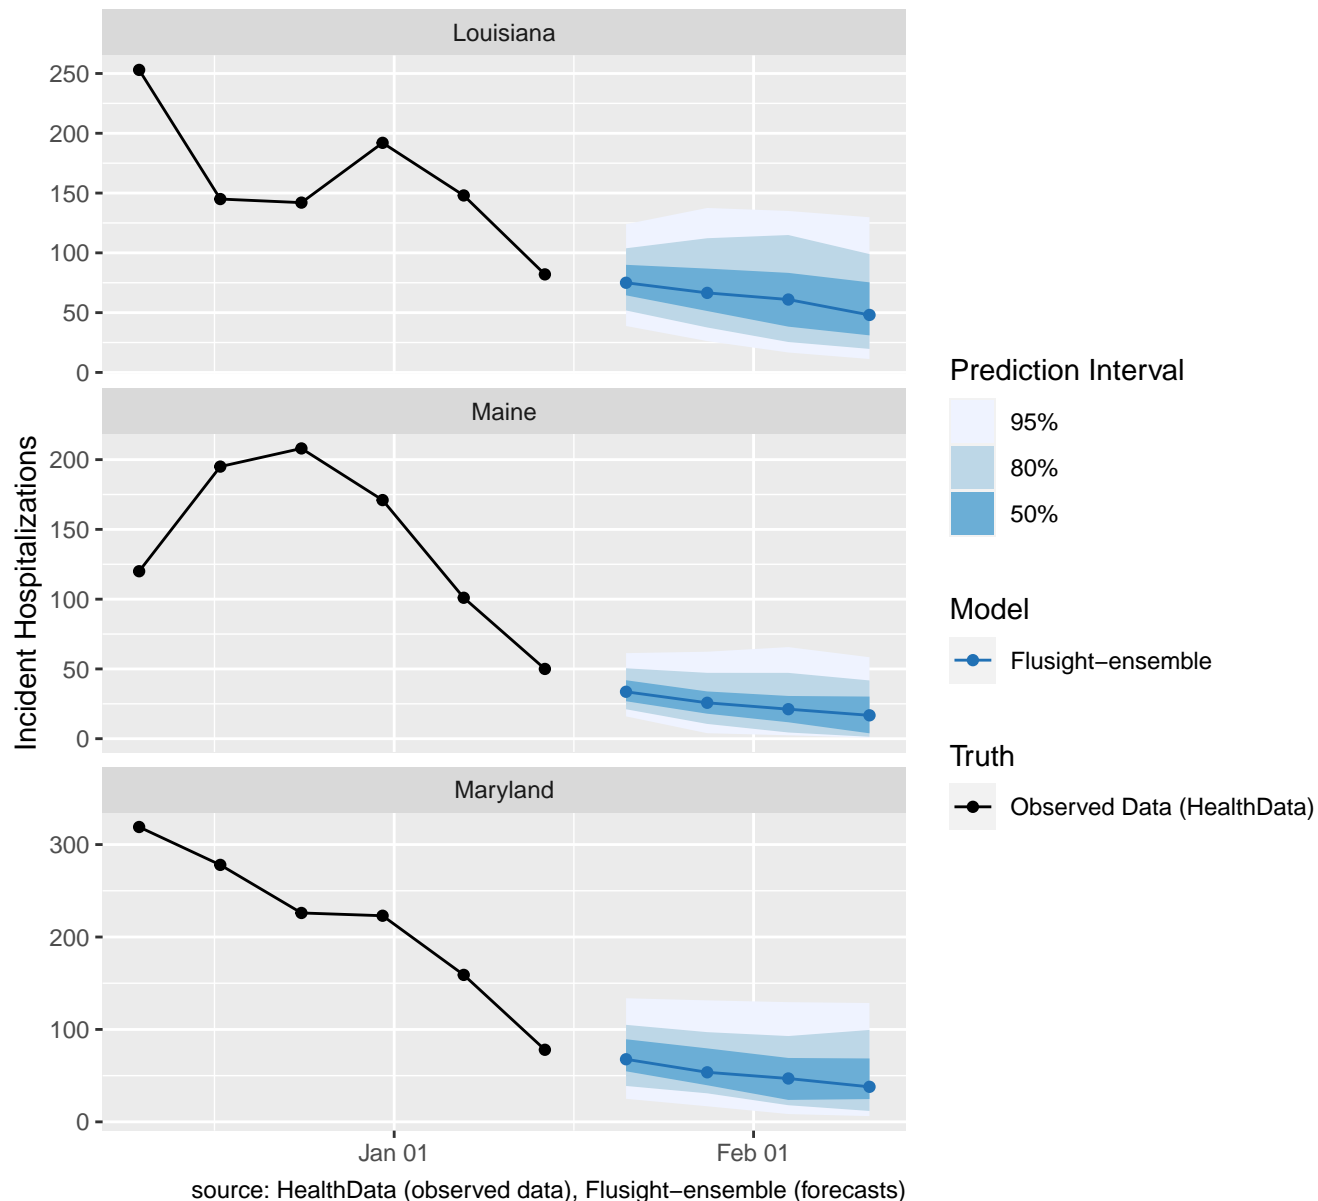 Louisiana
250
200
150
100
50
0
Maine
200
150
100
50
0
Maryland
300
200
100
0
Incident Hospitalizations
Jan 01
Feb 01
source: HealthData (observed data), Flusight−ensemble (forecasts)
Prediction Interval
95%
80%
50%
Model
Flusight−ensemble
Truth
Observed Data (HealthData)